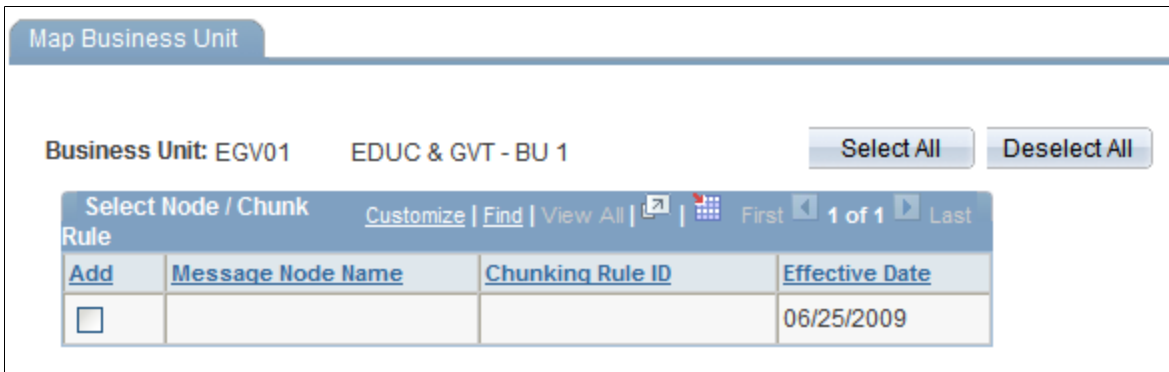 Map Business Unit
Business Unit: EGV01 EDUC & GVT - BU 1 Select All Deselect All
Select Node / Chunk Rule Customize | Find | View All | | First 1 of 1 Last
Add Message Node Name Chunking Rule ID Effective Date
06/25/2009